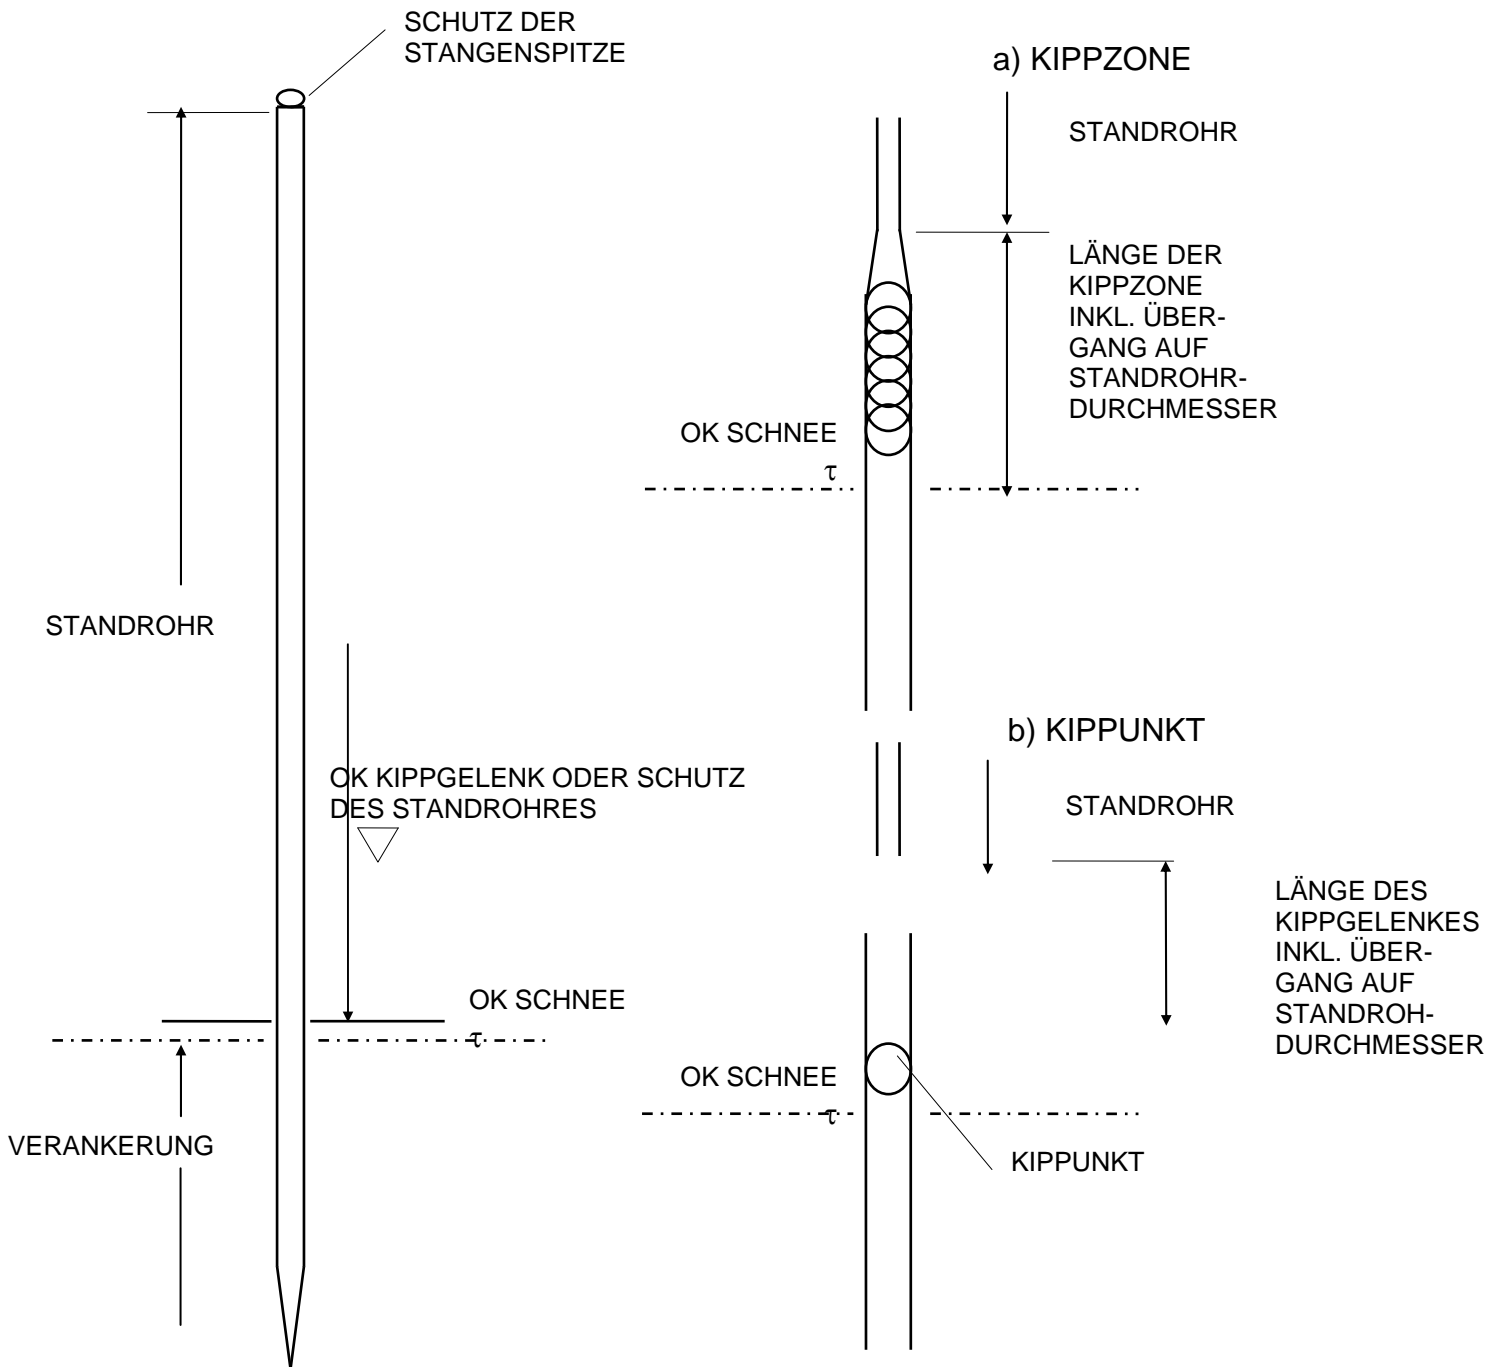 SCHUTZ DER
STANGENSPITZE
STANDROHR
OK KIPPGELENK ODER SCHUTZ
DES STANDROHRES
OK SCHNEE
τ
VERANKERUNG
a) KIPPZONE
STANDROHR
LÄNGE DER
KIPPZONE
INKL. ÜBER-
GANG AUF
STANDROHR-
DURCHMESSER
OK SCHNEE
τ
b) KIPPUNKT
STANDROHR
LÄNGE DES
KIPPGELENKES
INKL. ÜBER-
GANG AUF
STANDROH-
DURCHMESSER
OK SCHNEE
τ
KIPPUNKT